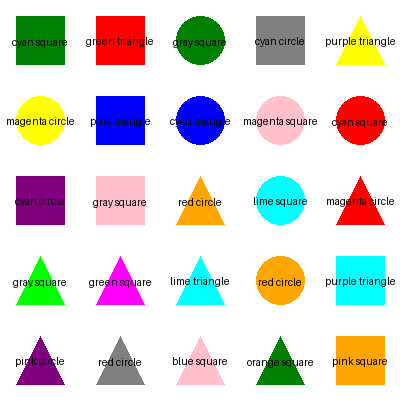 cyan square green triangle gray square cyan circle purple triangle
magenta circle pink triangle cyan triangle magenta square cyan square
cyan circle gray square red circle lime square magenta circle
gray square green square lime triangle red circle purple triangle
pink circle red circle blue square orange square pink square